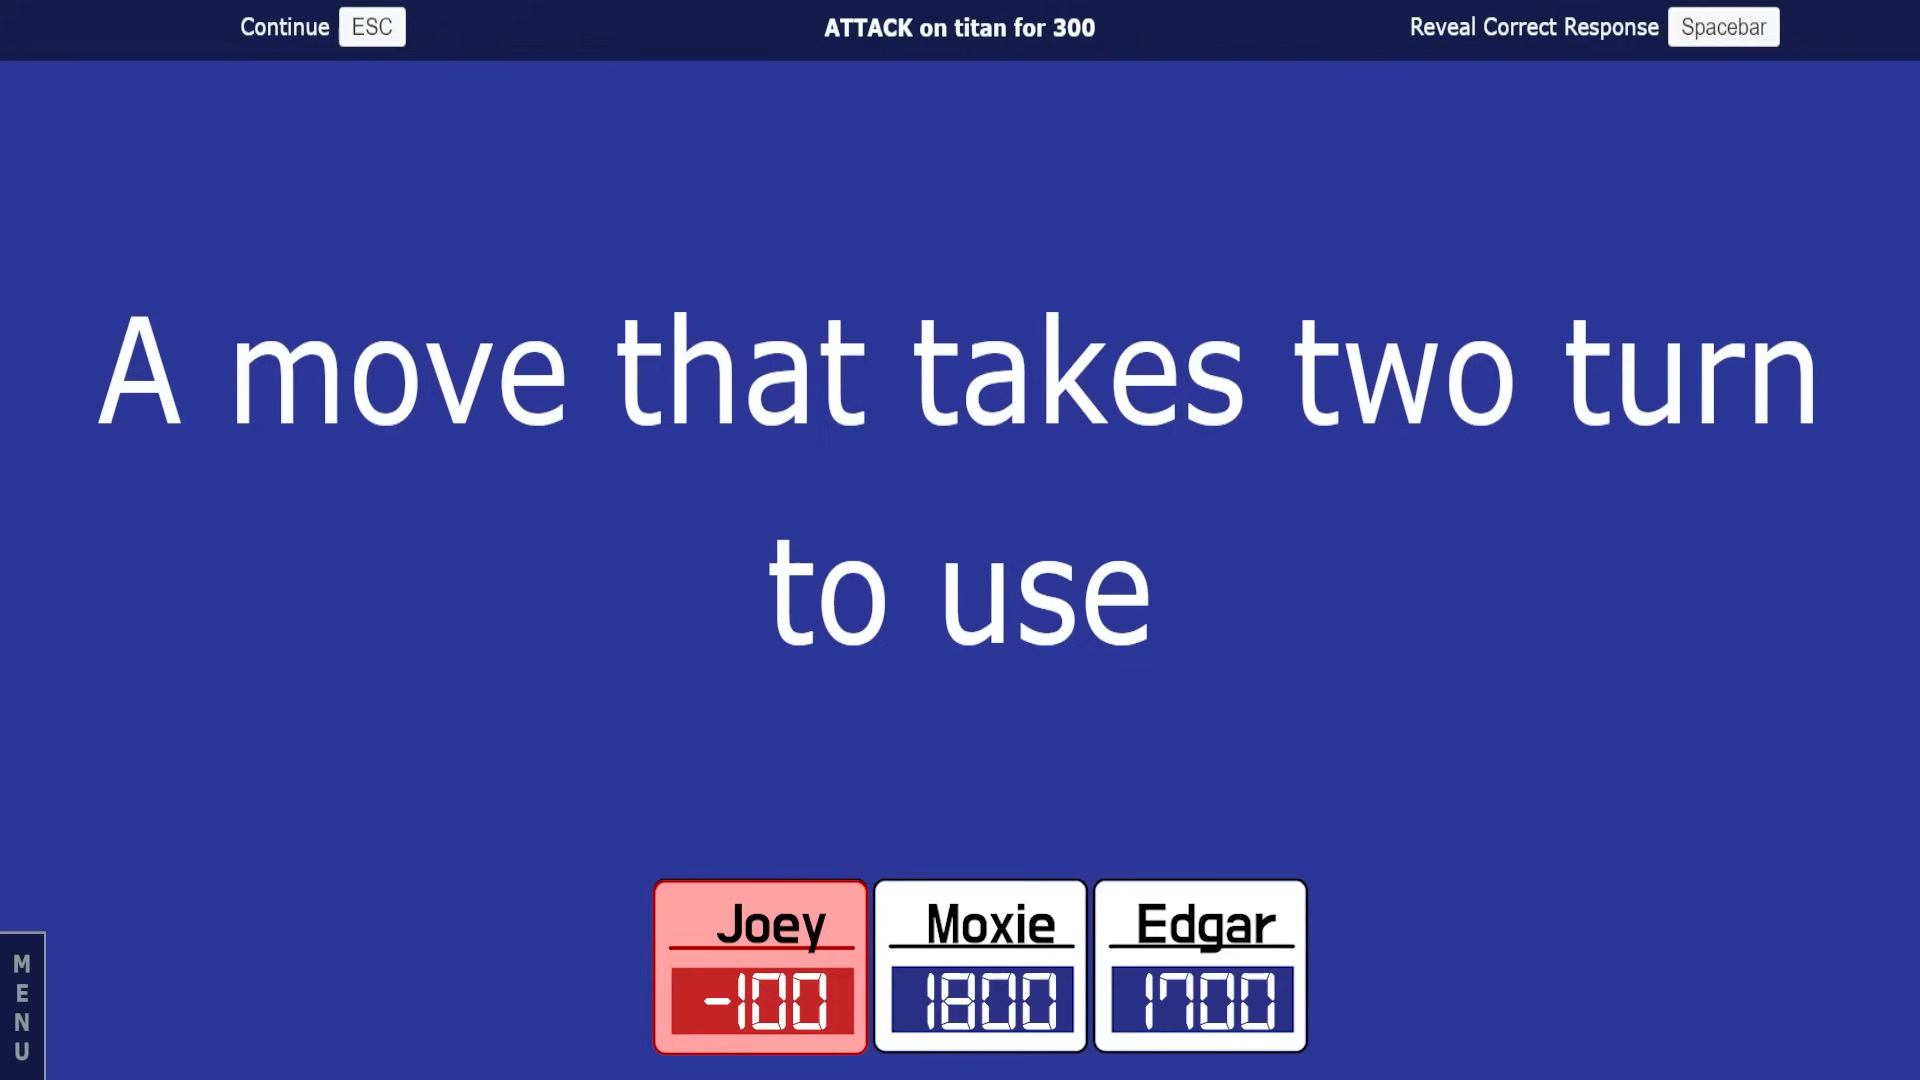 Continue ESC ATTACK on titan for 300 Reveal Correct Response Spacebar
A move that takes two turn
to use
Joey Moxie Edgar
-100 1800 1700
MENU